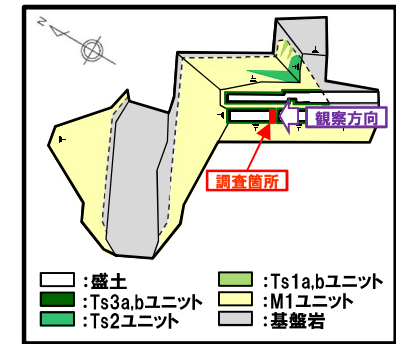 N
観察方向
調査箇所
:盛土
:Ts1a,bユニット
:Ts3a,bユニット
:M1ユニット
:Ts2ユニット
:基盤岩